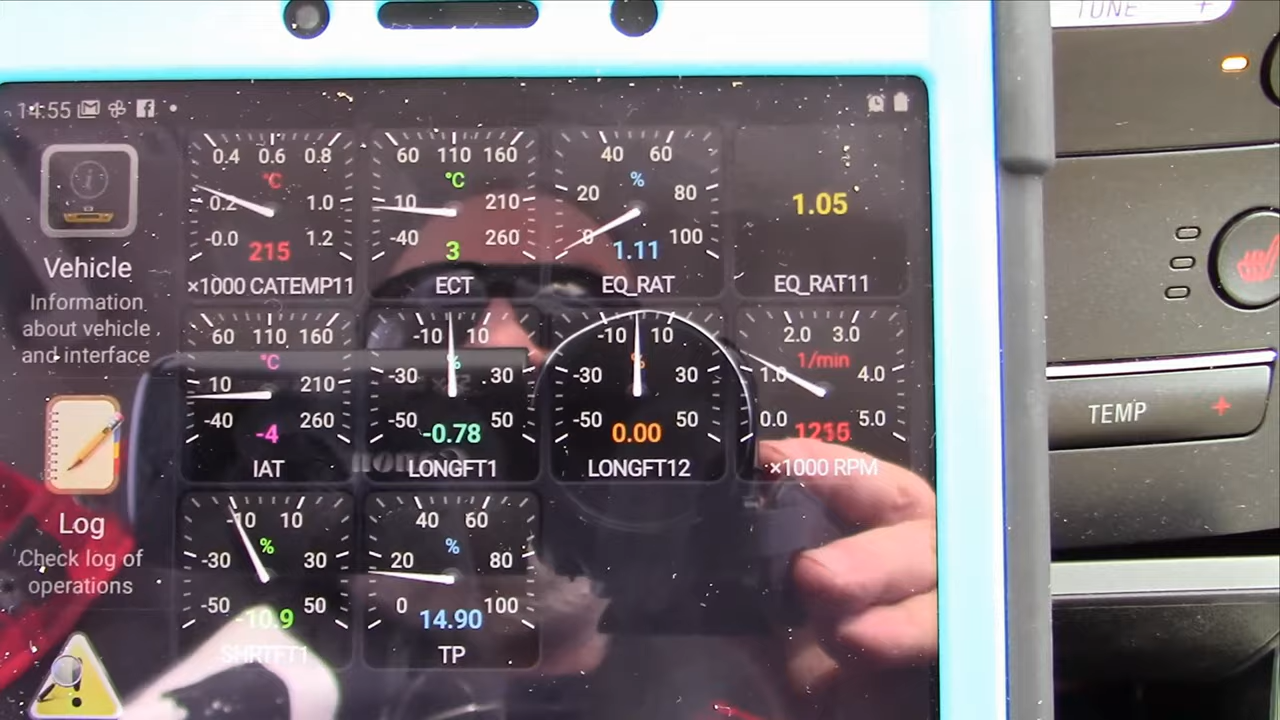 TUNE +
14:55
0.4 0.6 0.8
°C
0.2 1.0
-0.0 1.2
215
×1000 CATEMP11
60 110 160
°C
10 210
-40 260
3
ECT
40 60
%
20 80
0 100
1.11
EQ_RAT
1.05
EQ_RAT11
Vehicle
Information
about vehicle
and interface
60 110 160
°C
10 210
-40 260
-4
IAT
-10 10
%
-30 30
-50 50
-0.78
LONGFT1
-10 10
%
-30 30
-50 50
0.00
LONGFT12
2.0 3.0
1/min
1.0 4.0
0.0 5.0
1215
×1000 RPM
TEMP +
Log
Check log of
operations
-10 10
%
-30 30
-50 50
-10.9
SHRTFT1
40 60
%
20 80
0 100
14.90
TP